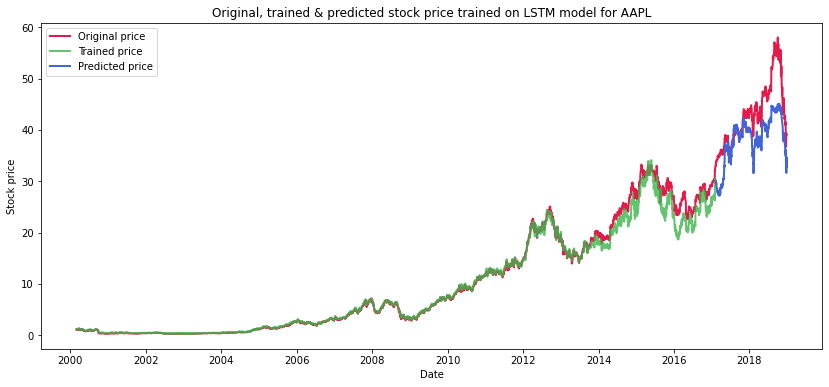 Original, trained & predicted stock price trained on LSTM model for AAPL
Original price
Trained price
Predicted price
60
50
40
30
20
10
0
Stock price
2000 2002 2004 2006 2008 2010 2012 2014 2016 2018
Date